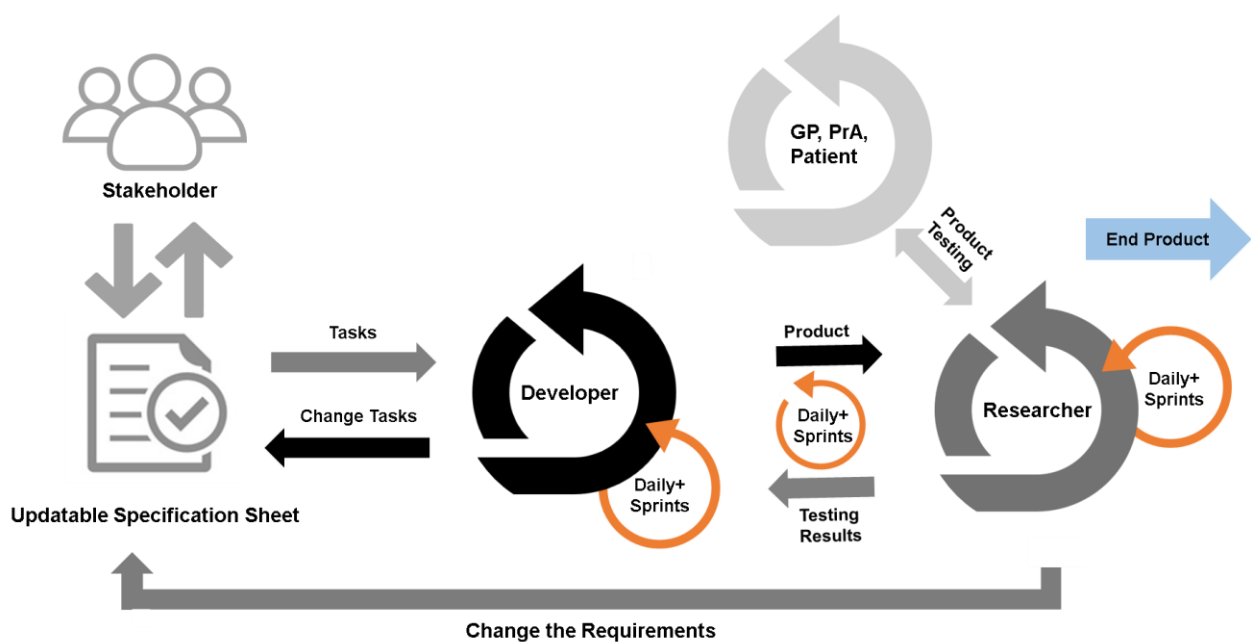 Stakeholder
GP, PrA,
Patient
Product
Testing
End Product
Tasks
Change Tasks
Developer
Daily+
Sprints
Product
Daily+
Sprints
Testing
Results
Researcher
Daily+
Sprints
Updatable Specification Sheet
Change the Requirements